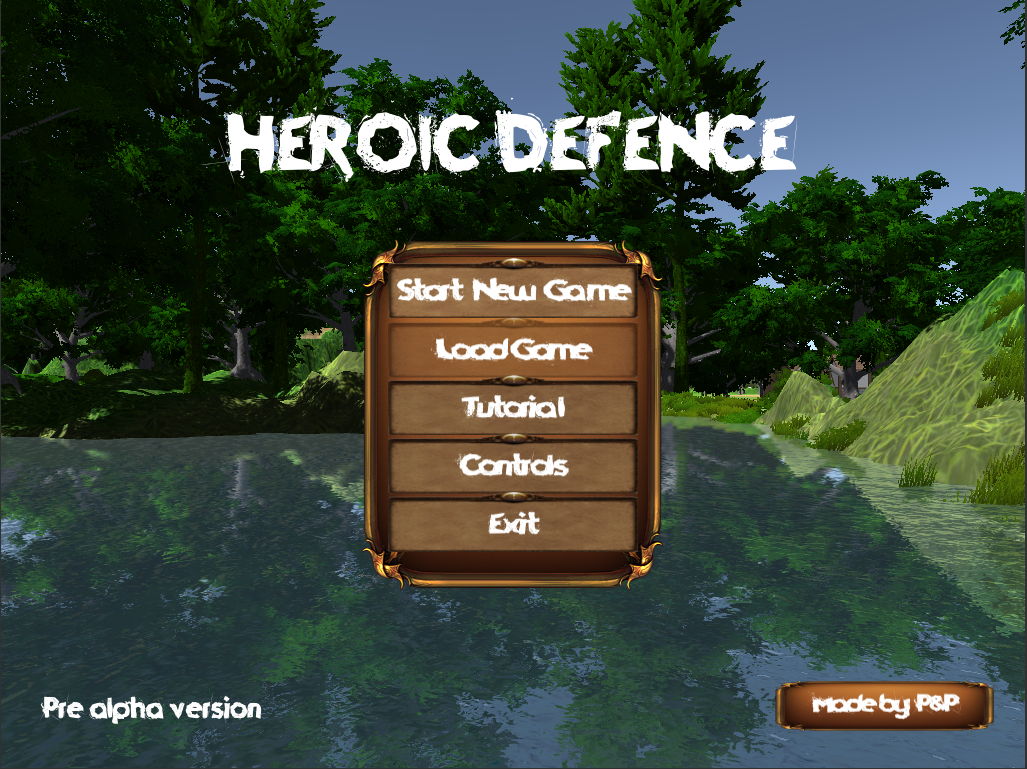 HEROIC DEFENCE
Start New Game
Load Game
Tutorial
Controls
Exit
Pre alpha version
Made by P&P